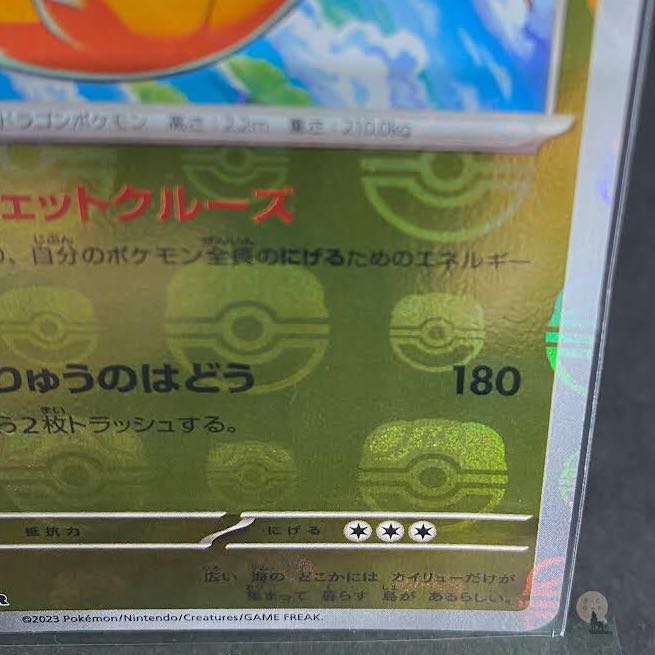 ドラゴンポケモン 高さ：2.2m 重さ：210.0kg
ェットクルーズ
、自分のポケモン全員のにげるためのエネルギー
りゅうのはどう 180
ら2枚トラッシュする。
抵抗力 にげる
広い 海の どこかには カイリューだけが
集まって 暮らす 島が あるらしい。
©2023 Pokémon/Nintendo/Creatures/GAME FREAK.